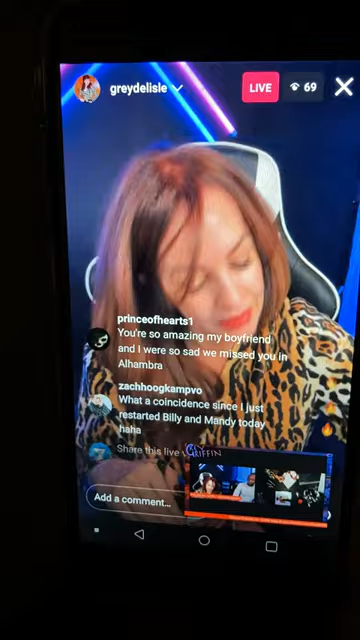 greydelisle
LIVE
69
princeofhearts1
You're so amazing my boyfriend
and I were so sad we missed you in
Alhambra
zachhoogkampvo
What a coincidence since I just
restarted Billy and Mandy today
haha
Share this live
GRIFFIN
Add a comment...